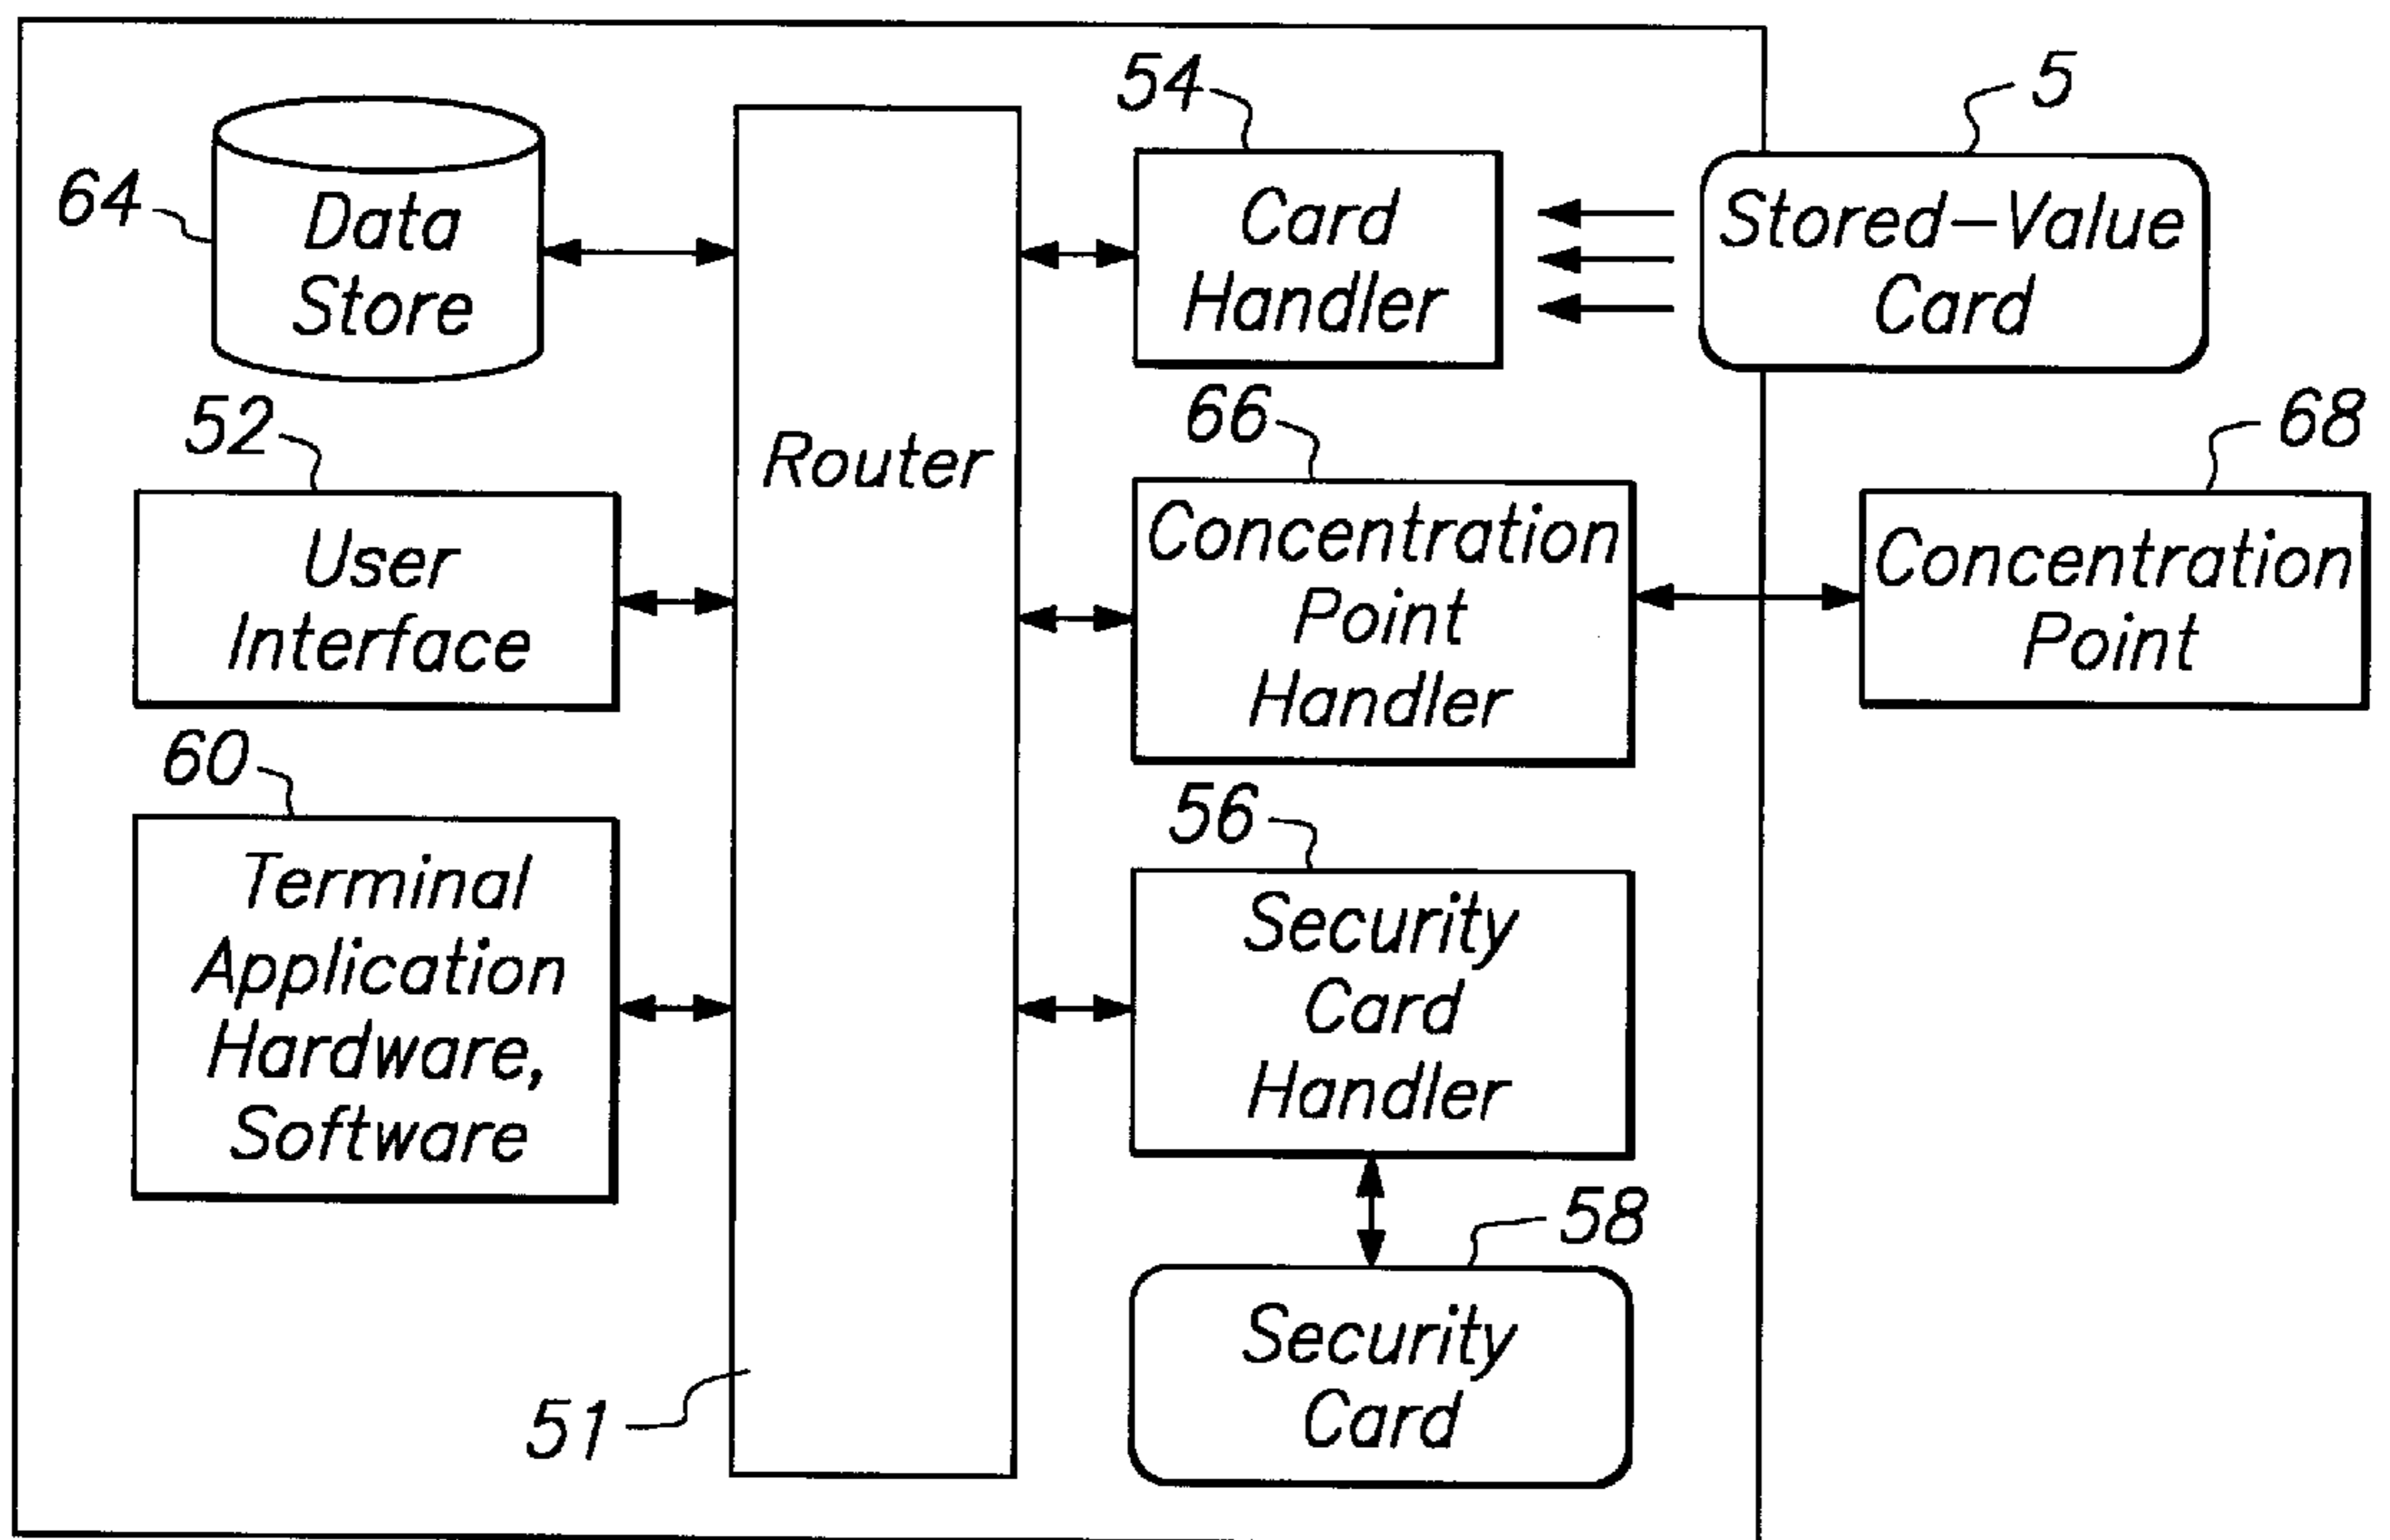 54
5
64
Data
Store
Card
Handler
Stored-Value
Card
52
Router
66
68
User
Interface
Concentration
Point
Handler
Concentration
Point
60
56
Terminal
Application
Hardware,
Software
Security
Card
Handler
58
51
Security
Card